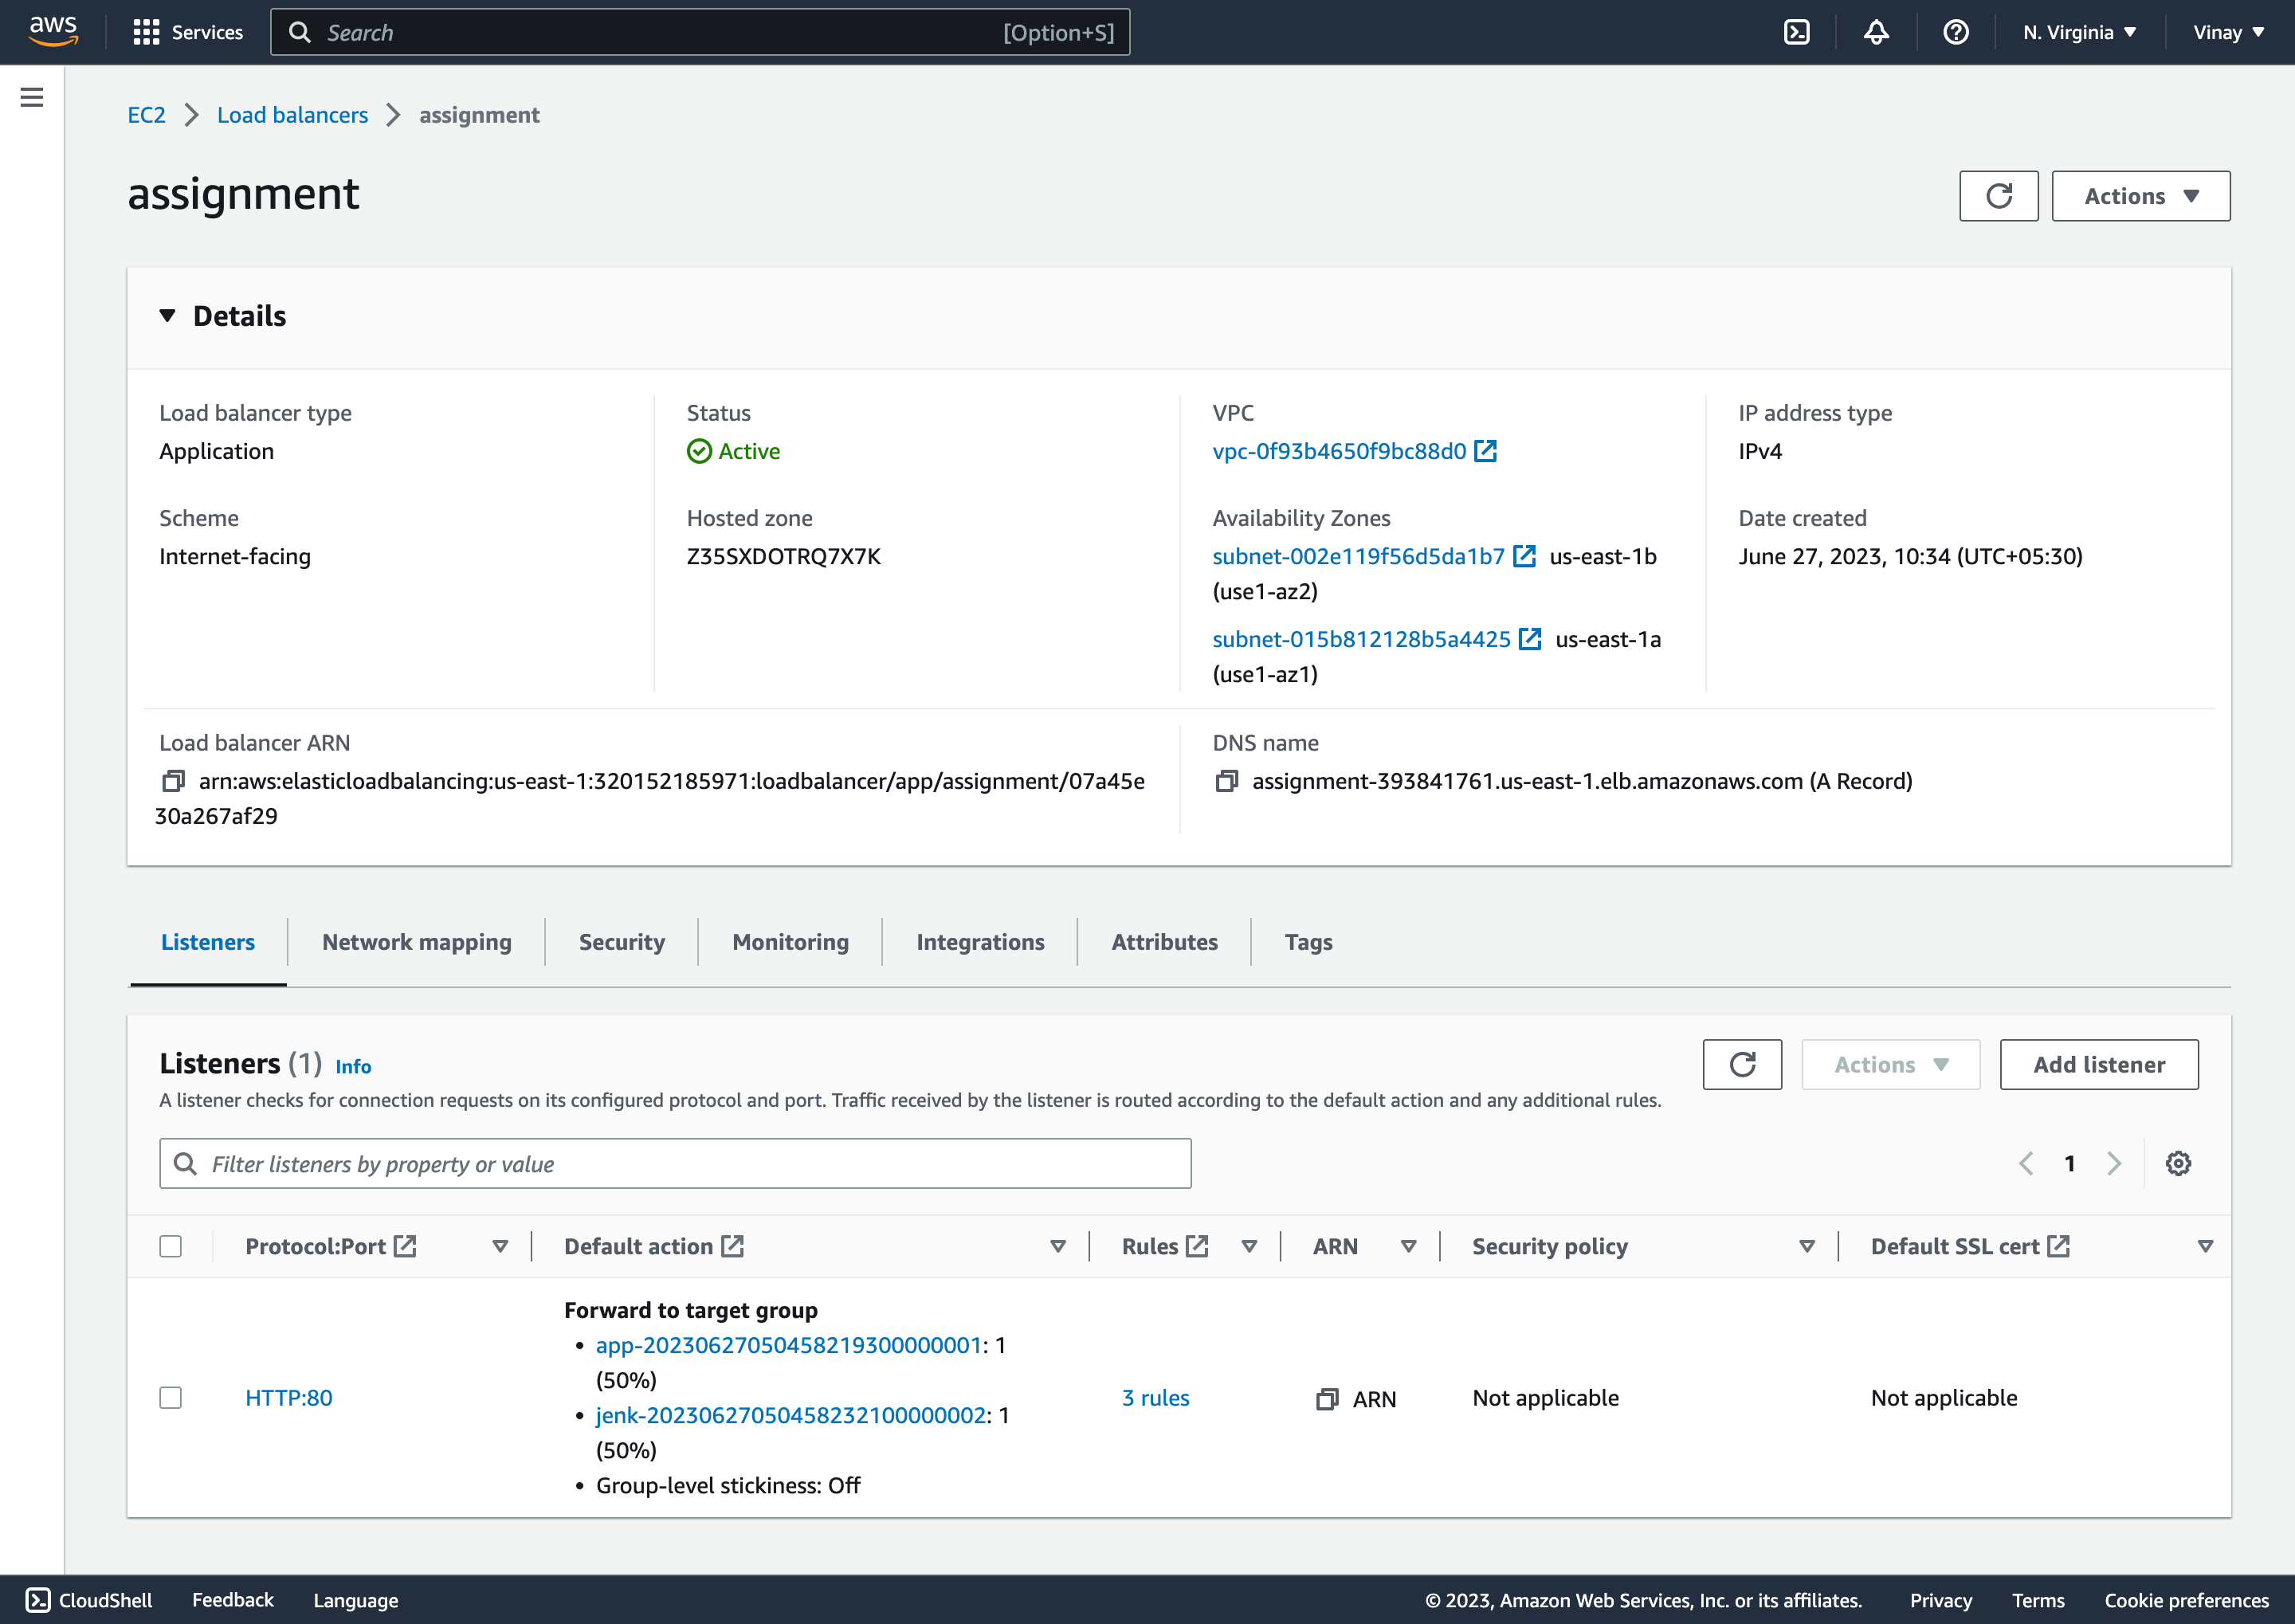 aws Services Search [Option+S] N. Virginia Vinay
EC2 Load balancers assignment
assignment
Actions
Details
Load balancer type
Application
Status
Active
VPC
vpc-0f93b4650f9bc88d0
IP address type
IPv4
Scheme
Internet-facing
Hosted zone
Z35SXDOTRQ7X7K
Availability Zones
subnet-002e119f56d5da1b7 us-east-1b
(use1-az2)
subnet-015b812128b5a4425 us-east-1a
(use1-az1)
Date created
June 27, 2023, 10:34 (UTC+05:30)
Load balancer ARN
arn:aws:elasticloadbalancing:us-east-1:320152185971:loadbalancer/app/assignment/07a45e
30a267af29
DNS name
assignment-393841761.us-east-1.elb.amazonaws.com (A Record)
Listeners Network mapping Security Monitoring Integrations Attributes Tags
Listeners (1) Info
Actions Add listener
A listener checks for connection requests on its configured protocol and port. Traffic received by the listener is routed according to the default action and any additional rules.
Filter listeners by property or value
1
Protocol:Port Default action Rules ARN Security policy Default SSL cert
HTTP:80
Forward to target group
• app-20230627050458219300000001: 1
(50%)
• jenk-20230627050458232100000002: 1
(50%)
• Group-level stickiness: Off
3 rules
ARN
Not applicable
Not applicable
CloudShell Feedback Language © 2023, Amazon Web Services, Inc. or its affiliates. Privacy Terms Cookie preferences